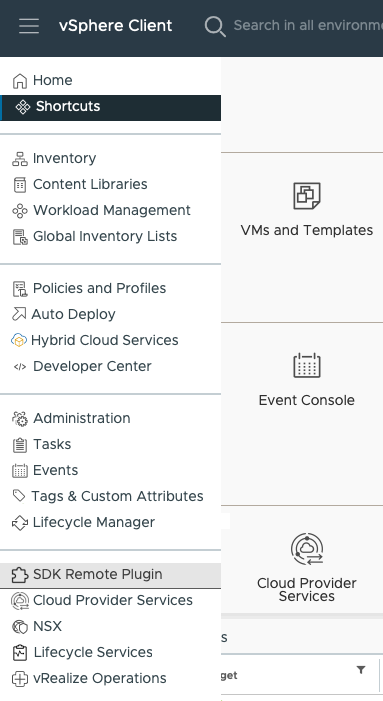 vSphere Client
Search in all environme
Home
Shortcuts
Inventory
Content Libraries
Workload Management
Global Inventory Lists
Policies and Profiles
Auto Deploy
Hybrid Cloud Services
Developer Center
Administration
Tasks
Events
Tags & Custom Attributes
Lifecycle Manager
SDK Remote Plugin
Cloud Provider Services
NSX
Lifecycle Services
vRealize Operations
VMs and Templates
Event Console
Cloud Provider
Services
s
get